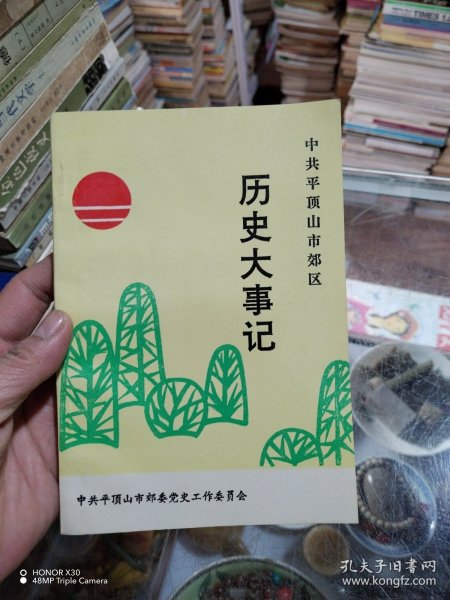 中共平顶山市郊区
历史大事记
中共平顶山市郊委党史工作委员会
TIMES
HONOR X30
48MP Triple Camera
孔夫子旧书网
www.kongfz.com